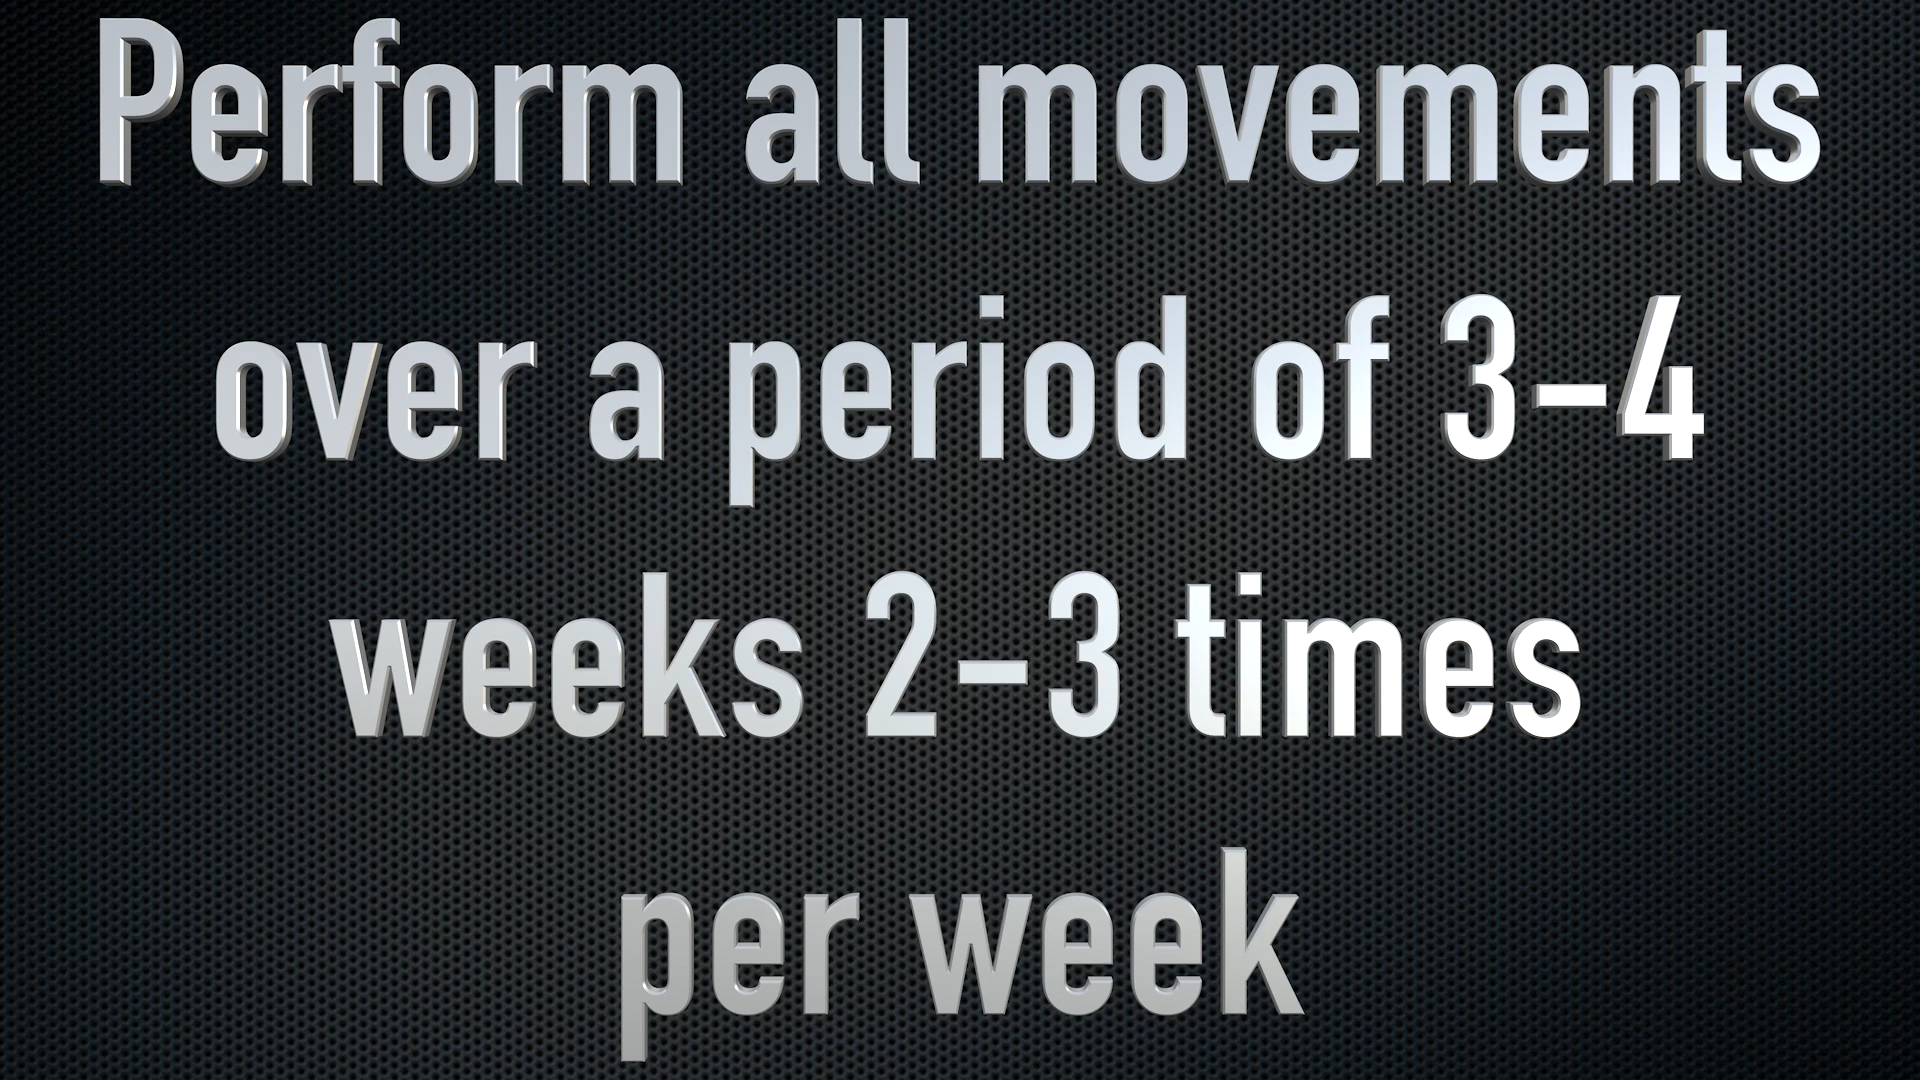 Perform all movements
over a period of 3-4
weeks 2-3 times
per week